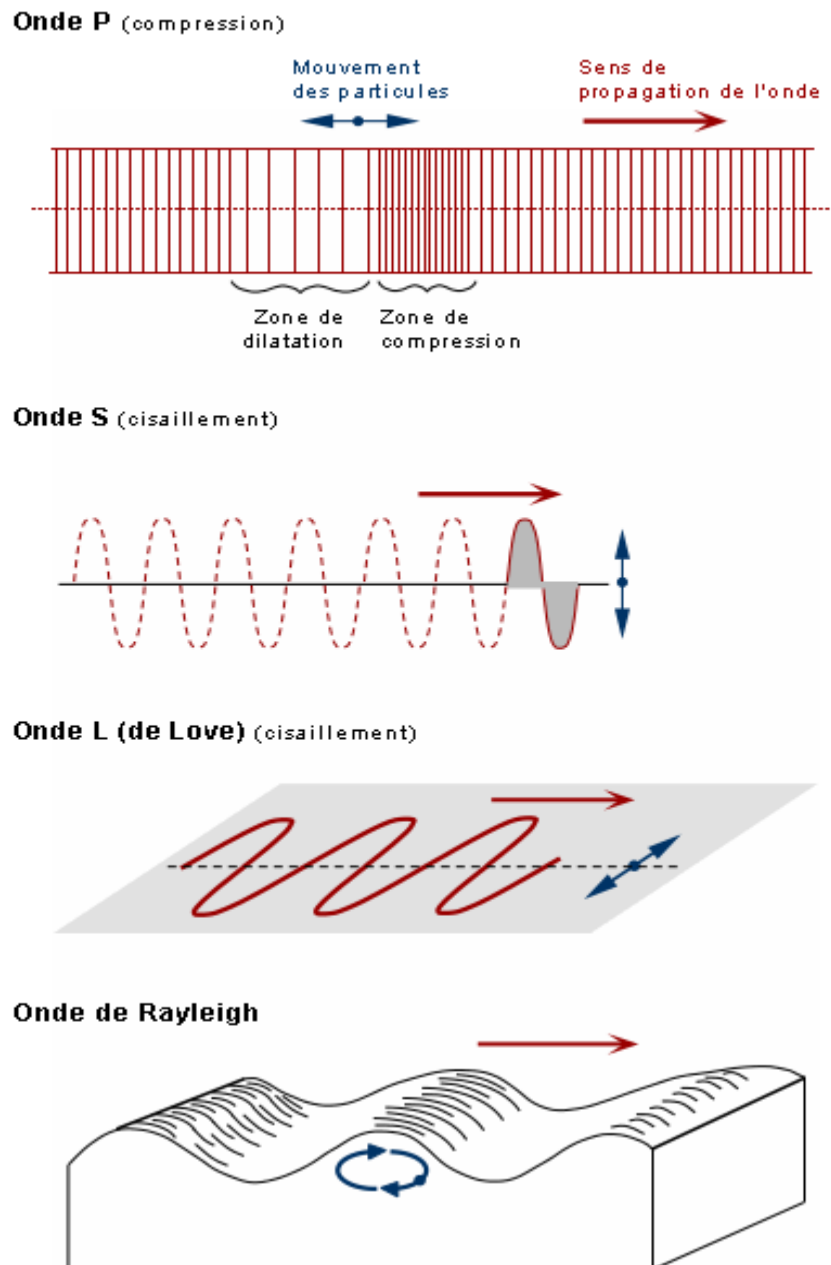 Onde P (compression)
Mouvement
des particules
Sens de
propagation de l'onde
Zone de
dilatation
Zone de
compression
Onde S (cisaillement)
Onde L (de Love) (cisaillement)
Onde de Rayleigh